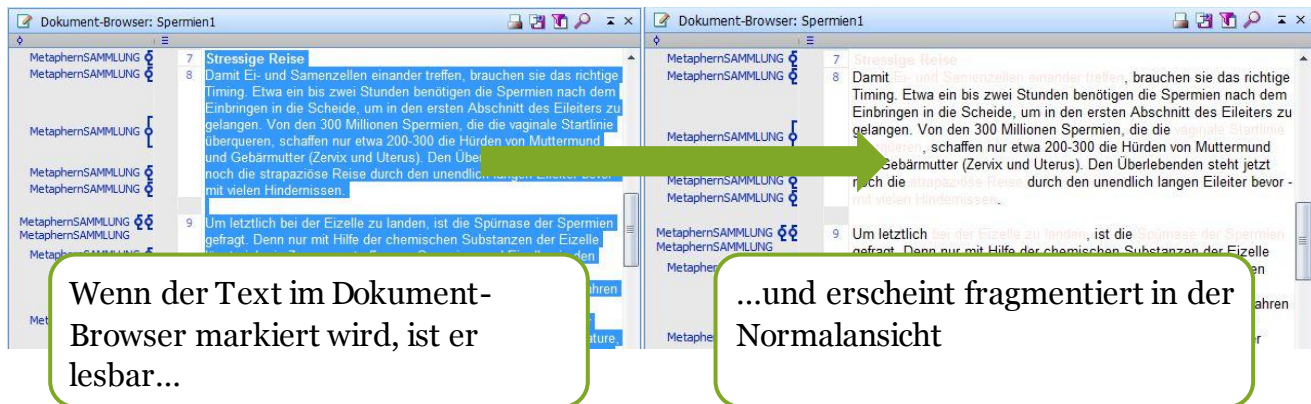 Dokument-Browser: Spermien1
MetaphernSAMMLUNG 7 Stressige Reise
MetaphernSAMMLUNG 8 Damit Ei- und Samenzellen einander treffen, brauchen sie das richtige
Timing. Etwa ein bis zwei Stunden benötigen die Spermien nach dem
Einbringen in die Scheide, um in den ersten Abschnitt des Eileiters zu
MetaphernSAMMLUNG gelangen. Von den 300 Millionen Spermien, die die vaginale Startlinie
überqueren, schaffen nur etwa 200-300 die Hürden von Muttermund
und Gebärmutter (Zervix und Uterus). Den
MetaphernSAMMLUNG noch die strapaziöse Reise durch den unendlich langen Eileiter bevor -
MetaphernSAMMLUNG mit vielen Hindernissen.
MetaphernSAMMLUNG 9 Um letztlich bei der Eizelle zu landen, ist die Spürnase der Spermien
MetaphernSAMMLUNG gefragt. Denn nur mit Hilfe der chemischen Substanzen der Eizelle
Wenn der Text im Dokument-
Browser markiert wird, ist er
lesbar...
Dokument-Browser: Spermien1
MetaphernSAMMLUNG 7 Stressige Reise
MetaphernSAMMLUNG 8 Damit Ei- und Samenzellen einander treffen, brauchen sie das richtige
Timing. Etwa ein bis zwei Stunden benötigen die Spermien nach dem
Einbringen in die Scheide, um in den ersten Abschnitt des Eileiters zu
MetaphernSAMMLUNG gelangen. Von den 300 Millionen Spermien, die die vaginale Startlinie
überqueren, schaffen nur etwa 200-300 die Hürden von Muttermund
Gebärmutter (Zervix und Uterus). Den Überlebenden steht jetzt
MetaphernSAMMLUNG noch die strapaziöse Reise durch den unendlich langen Eileiter bevor -
MetaphernSAMMLUNG mit vielen Hindernissen.
MetaphernSAMMLUNG 9 Um letztlich bei der Eizelle zu landen, ist die Spürnase der Spermien
MetaphernSAMMLUNG gefragt. Denn nur mit Hilfe der chemischen Substanzen der Eizelle
...und erscheint fragmentiert in der
Normalansicht